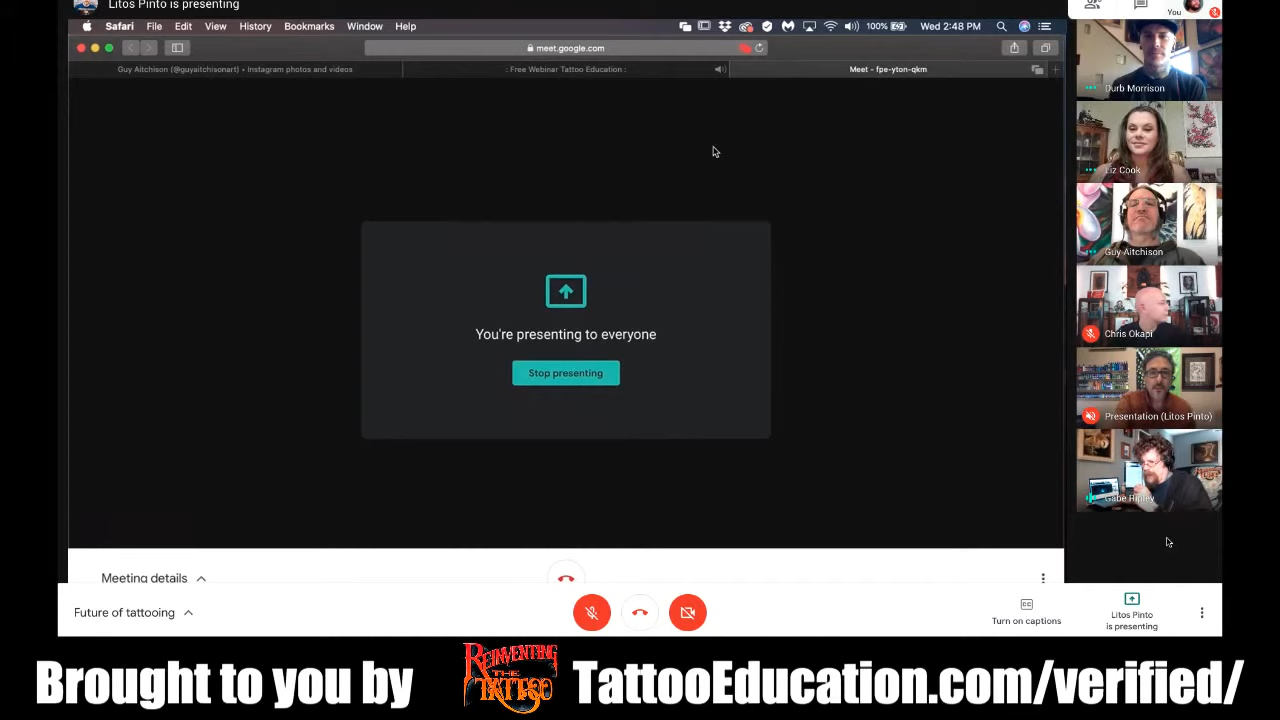 Litos Pinto is presenting
Safari File Edit View History Bookmarks Window Help
100% Wed 2:48 PM
meet.google.com
Guy Aitchison (@guyaitchisonart) • Instagram photos and videos
: Free Webinar Tattoo Education :
Meet - fpe-yton-qkm
You're presenting to everyone
Stop presenting
Meeting details
Future of tattooing
CC
Turn on captions
Litos Pinto
is presenting
You
Durb Morrison
Liz Cook
Guy Aitchison
Chris Okapi
Presentation (Litos Pinto)
Gabe Ripley
Brought to you by
REINVENTING
THE
TATTOO
TattooEducation.com/verified/